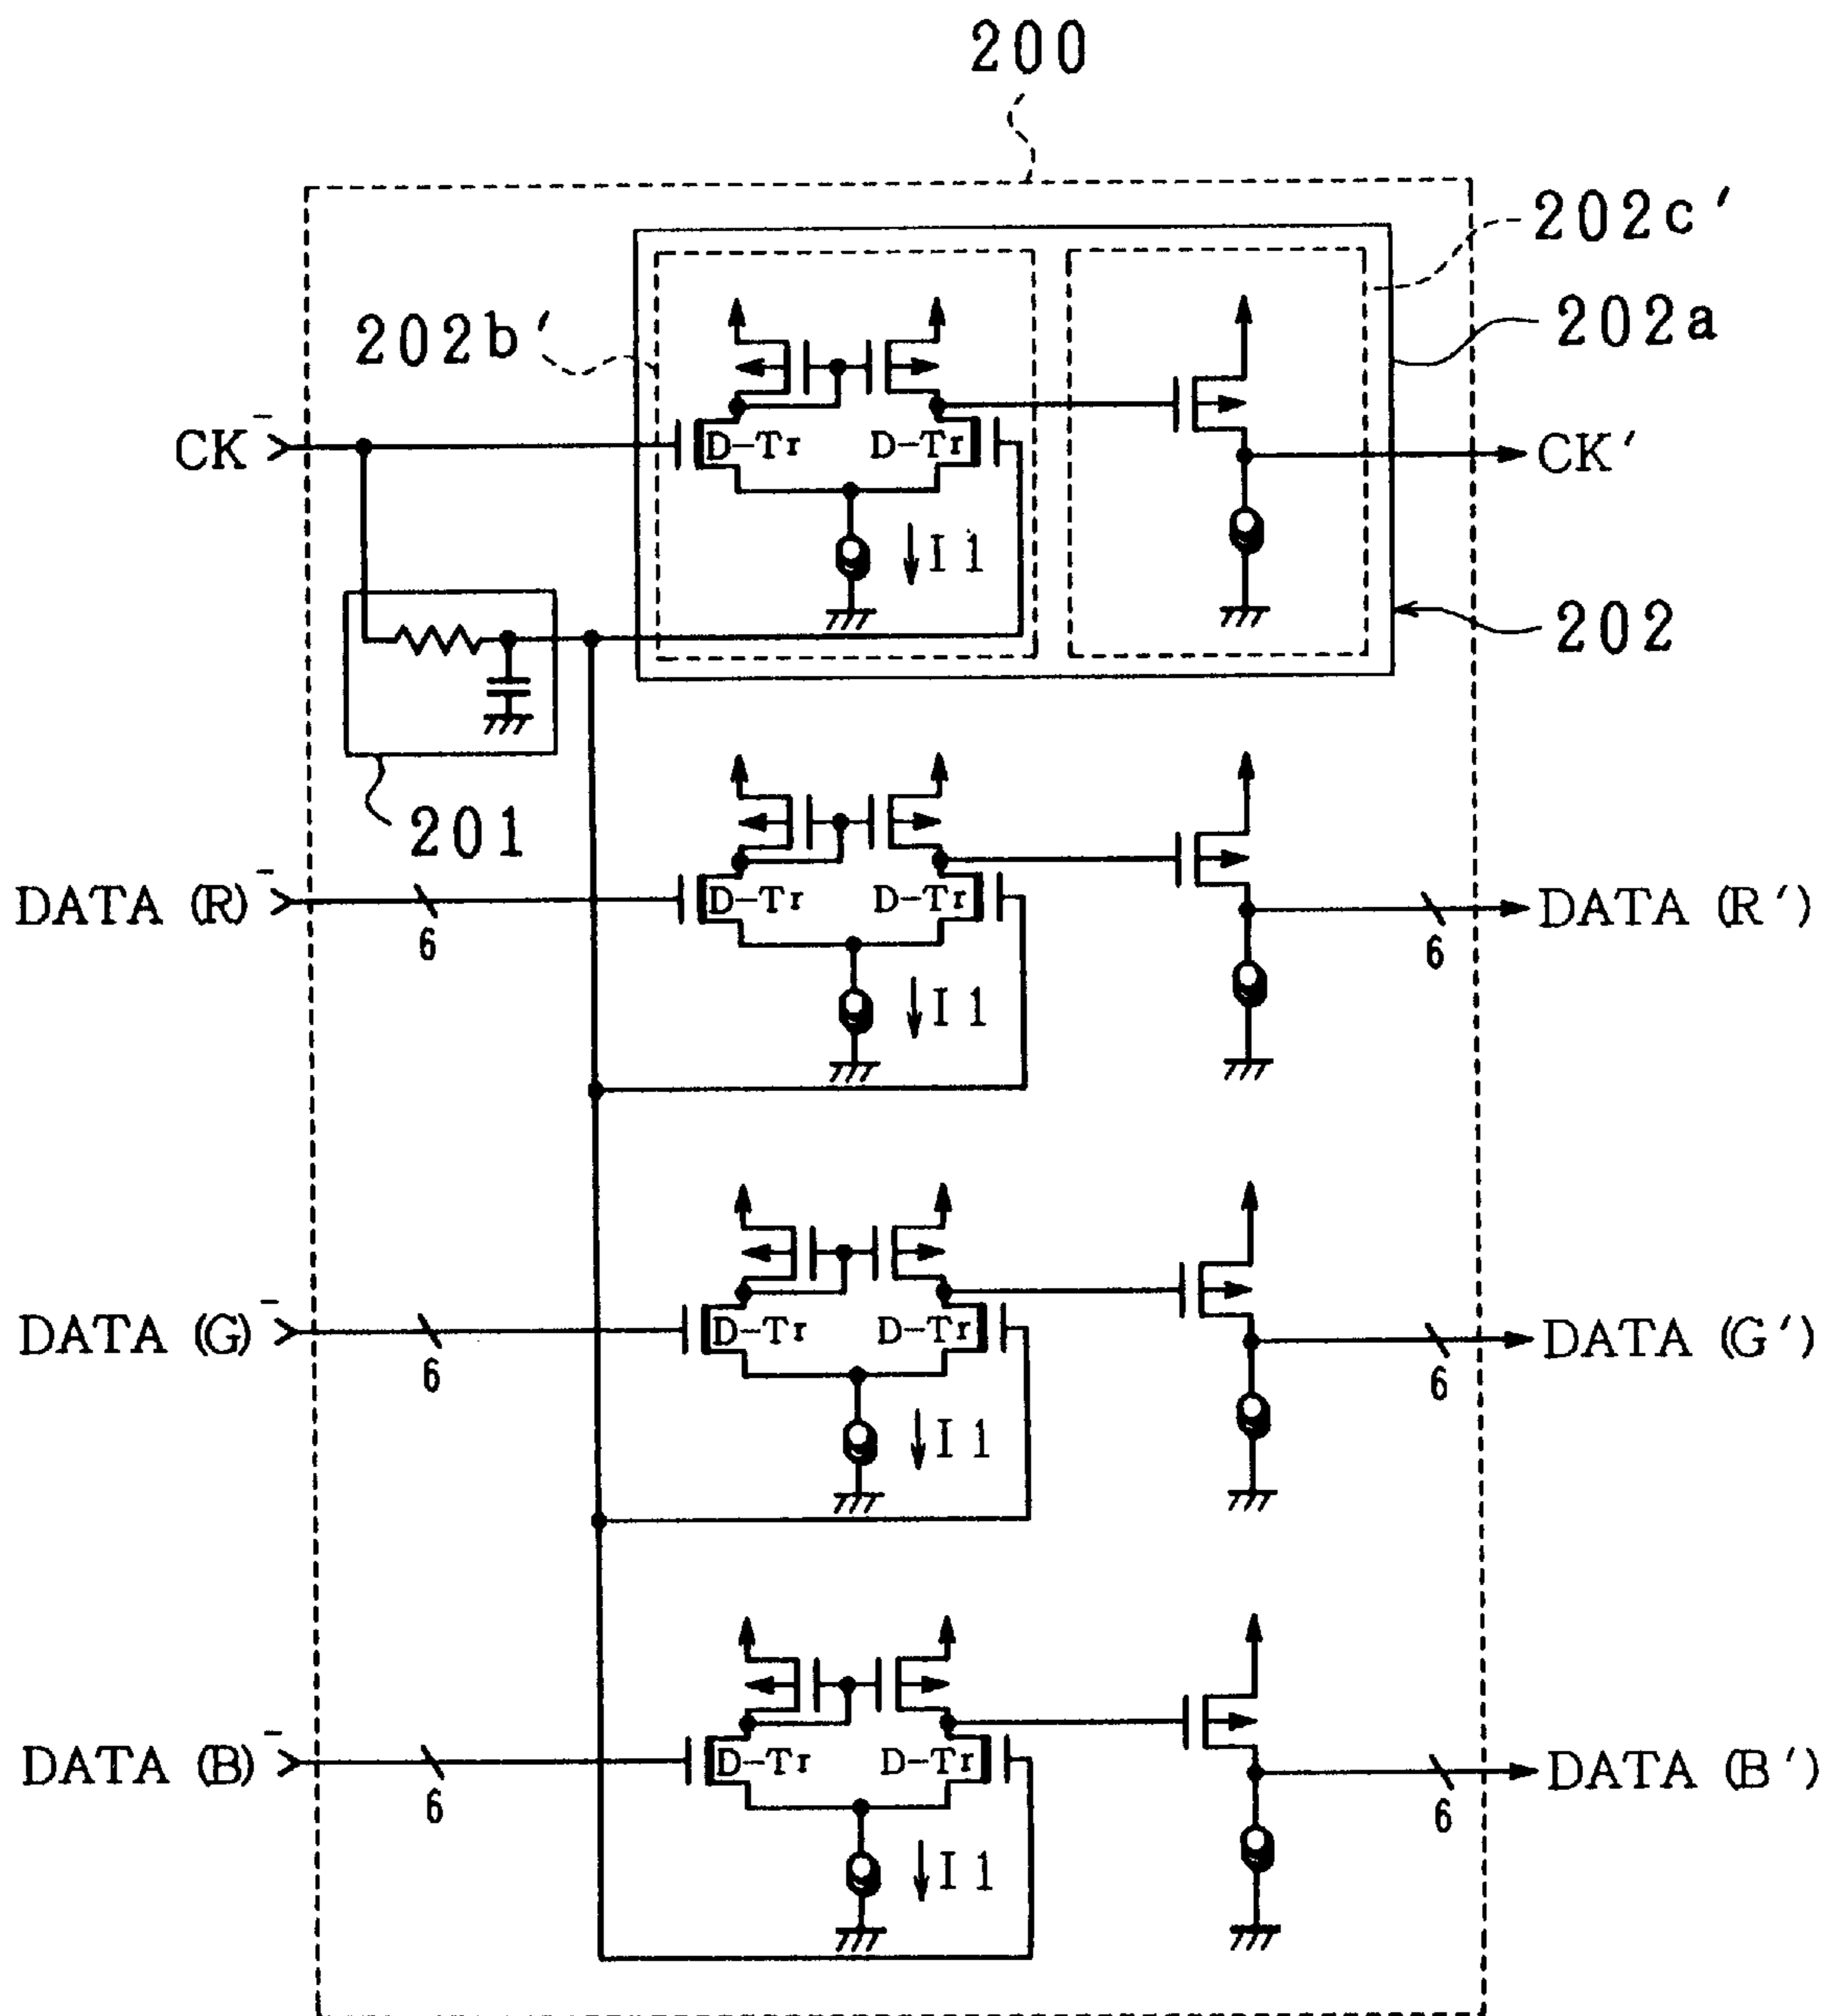 200
202c'
202b'
202a
CK‾
D-Tr
D-Tr
CK'
I1
202
201
DATA (R)‾
D-Tr
D-Tr
DATA (R')
6
6
I1
DATA (G)‾
D-Tr
D-Tr
DATA (G')
6
6
I1
DATA (B)‾
D-Tr
D-Tr
DATA (B')
6
6
I1